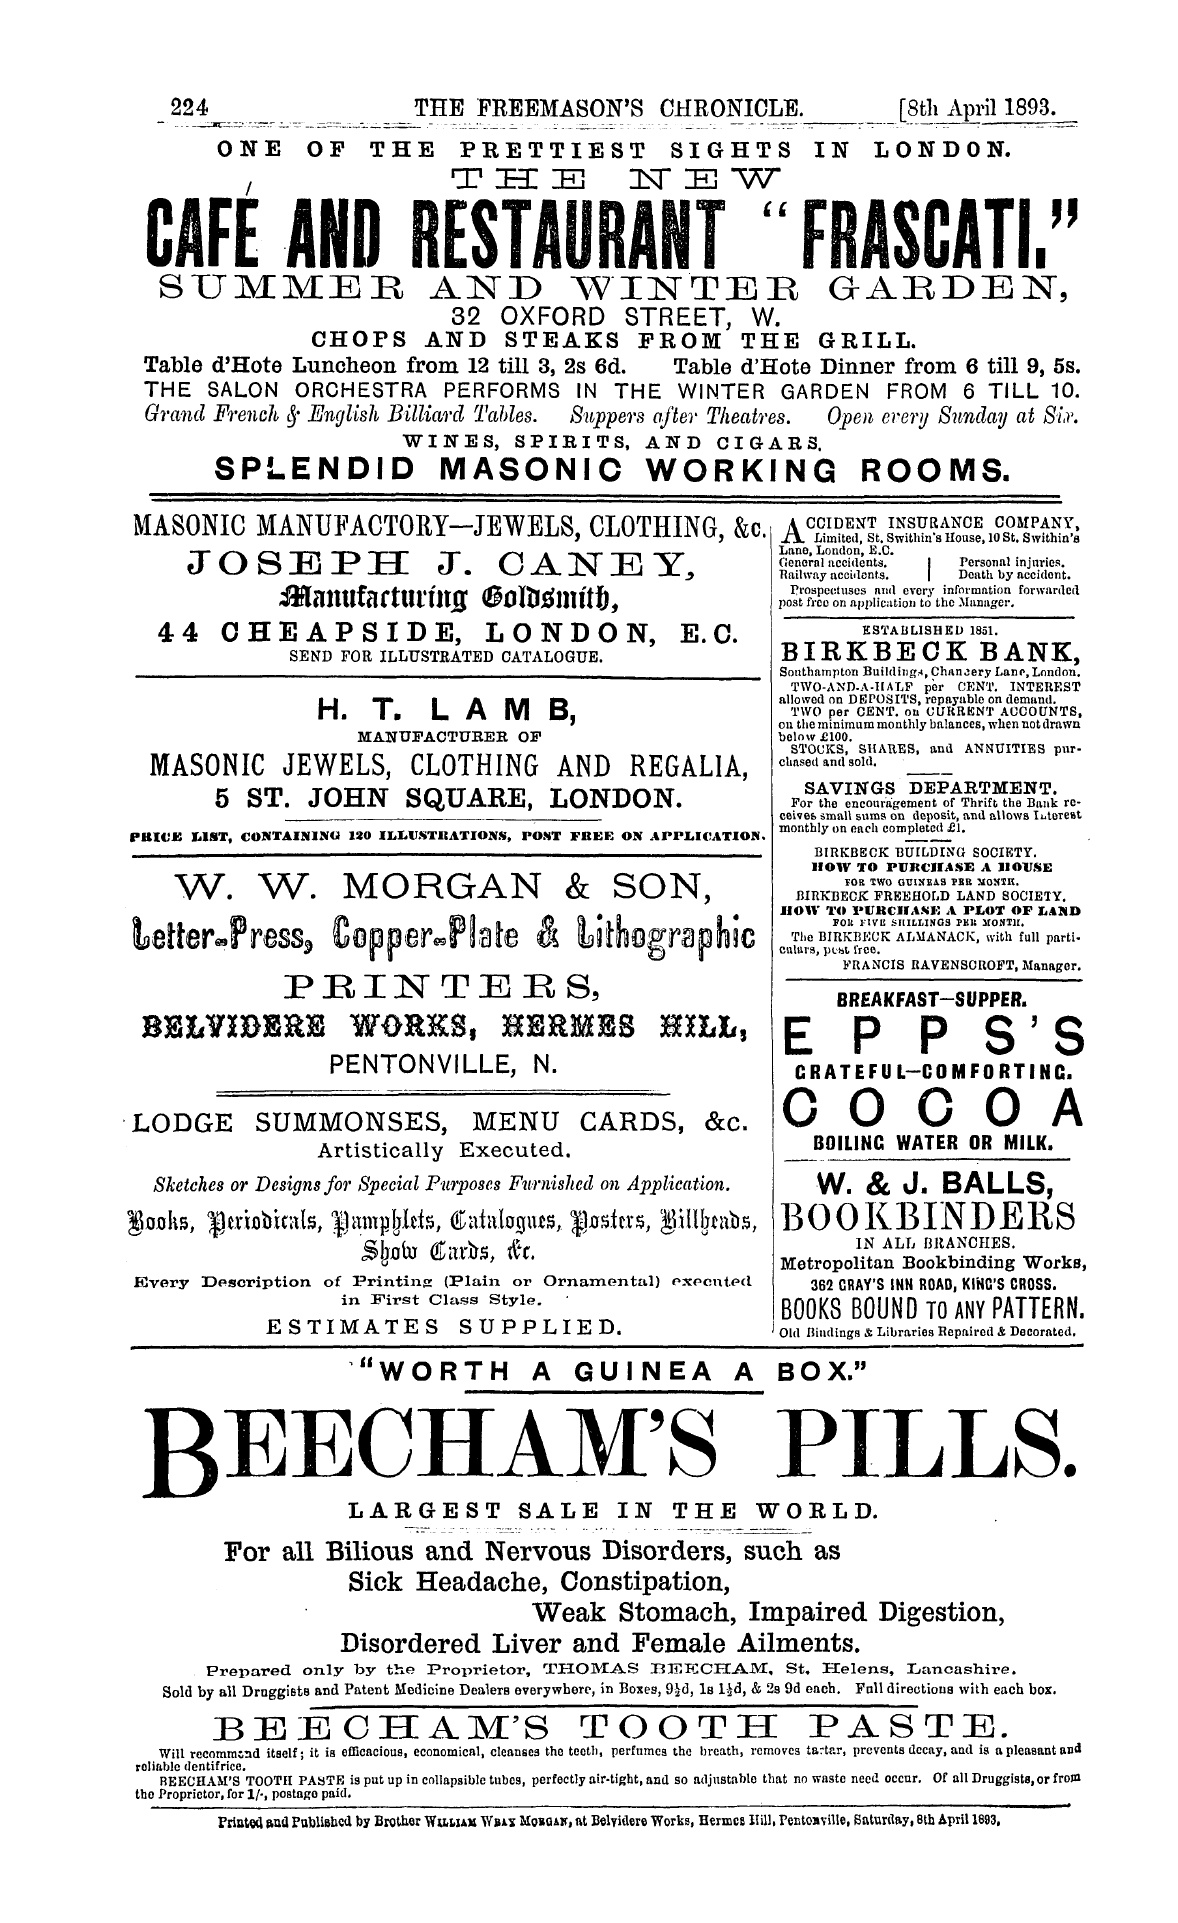 224 THE FREEMASON'S CHRONICLE. [8th April 1893.
ONE OF THE PRETTIEST SIGHTS IN LONDON.
THE NEW
CAFÉ AND RESTAURANT "FRASCATI."
SUMMER AND WINTER GARDEN,
32 OXFORD STREET, W.
CHOPS AND STEAKS FROM THE GRILL.
Table d'Hote Luncheon from 12 till 3, 2s 6d. Table d'Hote Dinner from 6 till 9, 5s.
THE SALON ORCHESTRA PERFORMS IN THE WINTER GARDEN FROM 6 TILL 10.
Grand French & English Billiard Tables. Suppers after Theatres. Open every Sunday at Six.
WINES, SPIRITS, AND CIGARS.
SPLENDID MASONIC WORKING ROOMS.
MASONIC MANUFACTORY—JEWELS, CLOTHING, &c.
JOSEPH J. CANEY,
Manufacturing Goldsmith,
44 CHEAPSIDE, LONDON, E.C.
SEND FOR ILLUSTRATED CATALOGUE.
H. T. LAMB,
MANUFACTURER OF
MASONIC JEWELS, CLOTHING AND REGALIA,
5 ST. JOHN SQUARE, LONDON.
PRICE LIST, CONTAINING 120 ILLUSTRATIONS, POST FREE ON APPLICATION.
W. W. MORGAN & SON,
Letter-Press, Copper-Plate & Lithographic
PRINTERS,
BELVIDERE WORKS, HERMES HILL,
PENTONVILLE, N.
LODGE SUMMONSES, MENU CARDS, &c.
Artistically Executed.
Sketches or Designs for Special Purposes Furnished on Application.
Books, Periodicals, Pamphlets, Catalogues, Posters, Billheads,
Show Cards, &c.
Every Description of Printing (Plain or Ornamental) executed
in First Class Style.
ESTIMATES SUPPLIED.
ACCIDENT INSURANCE COMPANY,
Limited, St. Swithin's House, 10 St. Swithin's
Lane, London, E.C.
General accidents. | Personal injuries.
Railway accidents. | Death by accident.
Prospectuses and every information forwarded
post free on application to the Manager.
ESTABLISHED 1851.
BIRKBECK BANK,
Southampton Buildings, Chancery Lane, London.
TWO-AND-A-HALF per CENT. INTEREST
allowed on DEPOSITS, repayable on demand.
TWO per CENT. on CURRENT ACCOUNTS,
on the minimum monthly balances, when not drawn
below £100.
STOCKS, SHARES, and ANNUITIES pur-
chased and sold.
SAVINGS DEPARTMENT.
For the encouragement of Thrift the Bank re-
ceives small sums on deposit, and allows Interest
monthly on each completed £1.
BIRKBECK BUILDING SOCIETY.
HOW TO PURCHASE A HOUSE
FOR TWO GUINEAS PER MONTH.
BIRKBECK FREEHOLD LAND SOCIETY.
HOW TO PURCHASE A PLOT OF LAND
FOR FIVE SHILLINGS PER MONTH.
The BIRKBECK ALMANACK, with full parti-
culars, post free.
FRANCIS RAVENSCROFT, Manager.
BREAKFAST—SUPPER.
EPPS'S
GRATEFUL—COMFORTING.
COCOA
BOILING WATER OR MILK.
W. & J. BALLS,
BOOKBINDERS
IN ALL BRANCHES.
Metropolitan Bookbinding Works,
362 GRAY'S INN ROAD, KING'S CROSS.
BOOKS BOUND TO ANY PATTERN.
Old Bindings & Libraries Repaired & Decorated.
"WORTH A GUINEA A BOX."
BEECHAM'S PILLS.
LARGEST SALE IN THE WORLD.
For all Bilious and Nervous Disorders, such as
Sick Headache, Constipation,
Weak Stomach, Impaired Digestion,
Disordered Liver and Female Ailments.
Prepared only by the Proprietor, THOMAS BEECHAM, St. Helens, Lancashire.
Sold by all Druggists and Patent Medicine Dealers everywhere, in Boxes, 9½d, 1s 1½d, & 2s 9d each. Full directions with each box.
BEECHAM'S TOOTH PASTE.
Will recommend itself; it is efficacious, economical, cleanses the teeth, perfumes the breath, removes tartar, prevents decay, and is a pleasant and
reliable dentifrice.
BEECHAM'S TOOTH PASTE is put up in collapsible tubes, perfectly air-tight, and so adjustable that no waste need occur. Of all Druggists, or from
the Proprietor, for 1/-, postage paid.
Printed and Published by Brother WILLIAM WRAY MORGAN, at Belvidere Works, Hermes Hill, Pentonville, Saturday, 8th April 1893.